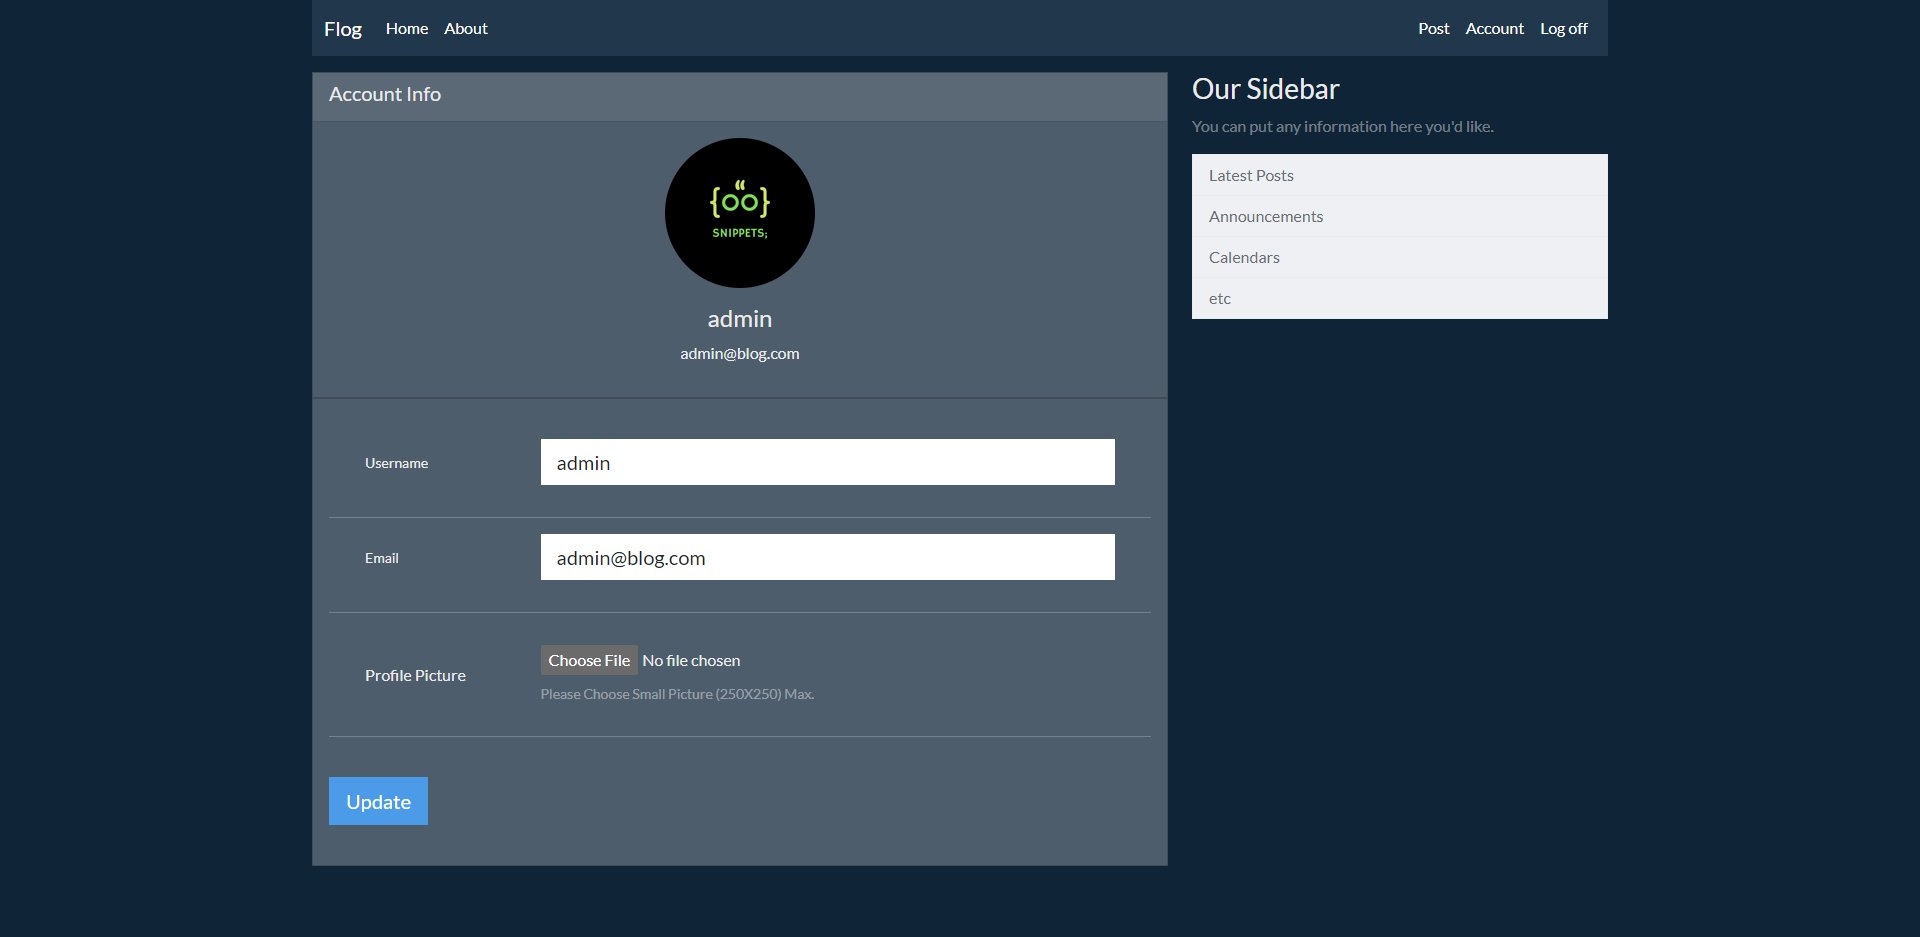 Flog Home About Post Account Log off
Account Info
{oo}
SNIPPETS;
admin
admin@blog.com
Username
admin
Email
admin@blog.com
Profile Picture
Choose File No file chosen
Please Choose Small Picture (250X250) Max.
Update
Our Sidebar
You can put any information here you'd like.
Latest Posts
Announcements
Calendars
etc